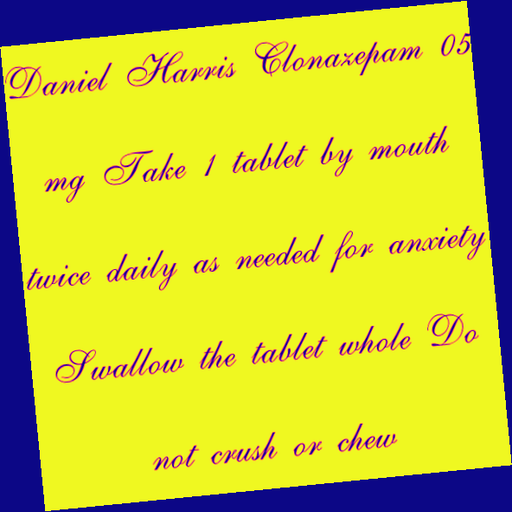 Daniel Harris Clonazepam 05
mg Take 1 tablet by mouth
twice daily as needed for anxiety
Swallow the tablet whole Do
not crush or chew